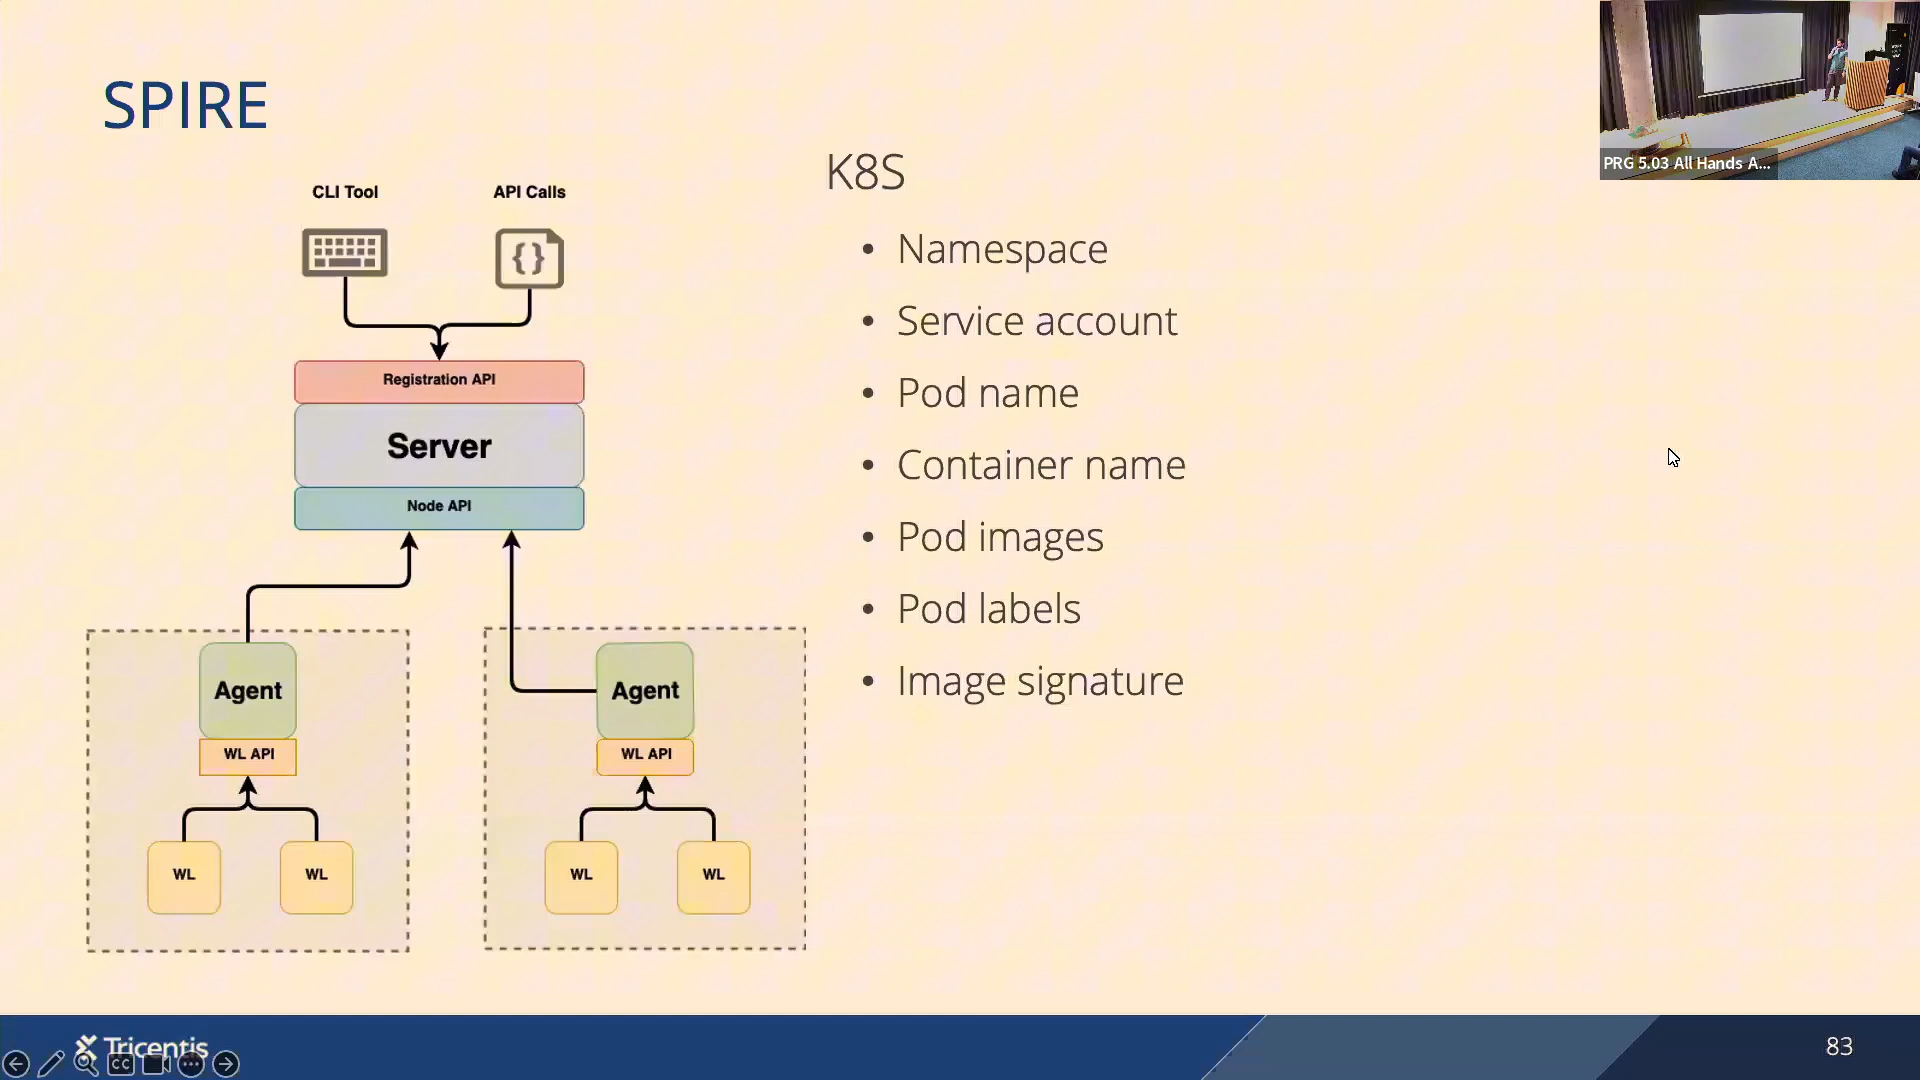 SPIRE
CLI Tool
API Calls
{}
Registration API
Server
Node API
Agent
Agent
WL API
WL API
WL
WL
WL
WL
K8S
• Namespace
• Service account
• Pod name
• Container name
• Pod images
• Pod labels
• Image signature
PRG 5.03 All Hands A...
Tricentis
CC
83